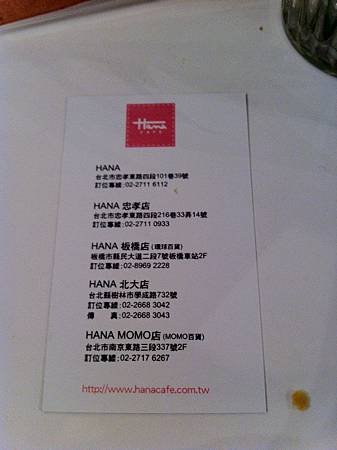 Hana
CAFE
HANA
台北市忠孝東路四段101巷39號
訂位專線:02-2711 6112
HANA 忠孝店
台北市忠孝東路四段216巷33弄14號
訂位專線:02-2711 0933
HANA 板橋店(環球百貨)
板橋市縣民大道二段7號板橋車站2F
訂位專線:02-8969 2228
HANA 北大店
台北縣樹林市學成路732號
訂位專線:02-2668 3042
傳 真:02-2668 3043
HANA MOMO店(MOMO百貨)
台北市南京東路三段337號2F
訂位專線:02-2717 6267
http://www.hanacafe.com.tw